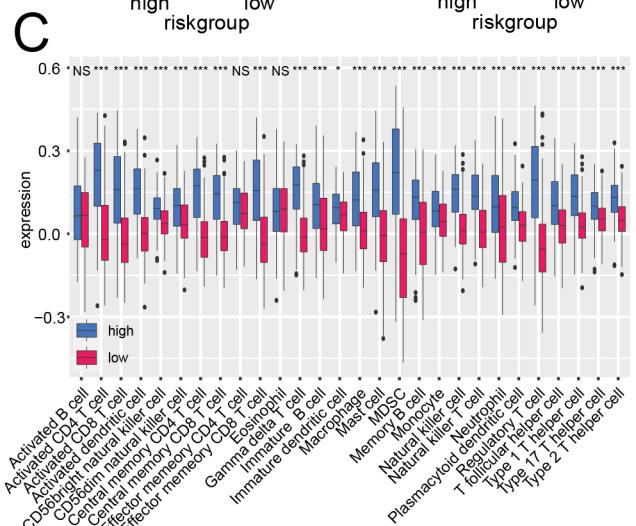 high low high low
riskgroup riskgroup
C
0.6
NS *** *** *** *** *** *** *** NS *** NS *** *** * *** *** *** *** *** *** *** *** *** *** *** *** *** ***
0.3
0.0
−0.3
expression
high
low
Activated B cell
Activated CD4 T cell
Activated CD8 T cell
Activated dendritic cell
CD56bright natural killer cell
CD56dim natural killer cell
Central memory CD4 T cell
Central memory CD8 T cell
Effector memory CD4 T cell
Effector memory CD8 T cell
Eosinophil
Gamma delta T cell
Immature B cell
Immature dendritic cell
Macrophage
Mast cell
MDSC
Memory B cell
Monocyte
Natural killer cell
Natural killer T cell
Neutrophil
Plasmacytoid dendritic cell
Regulatory T cell
T follicular helper cell
Type 1 T helper cell
Type 17 T helper cell
Type 2 T helper cell